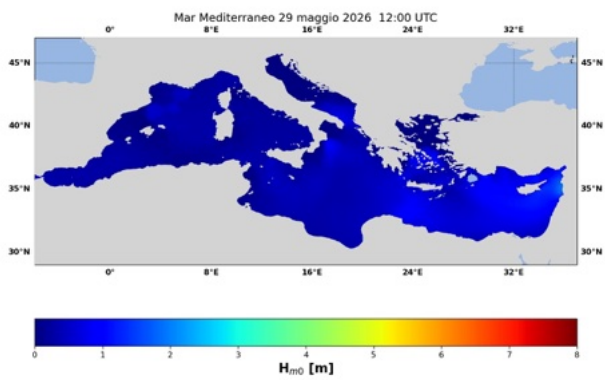 Mar Mediterraneo 29 maggio 2026 12:00 UTC
0° 8°E 16°E 24°E 32°E
45°N 45°N
40°N 40°N
35°N 35°N
30°N 30°N
0° 8°E 16°E 24°E 32°E
0 1 2 3 4 5 6 7 8
Hm0 [m]